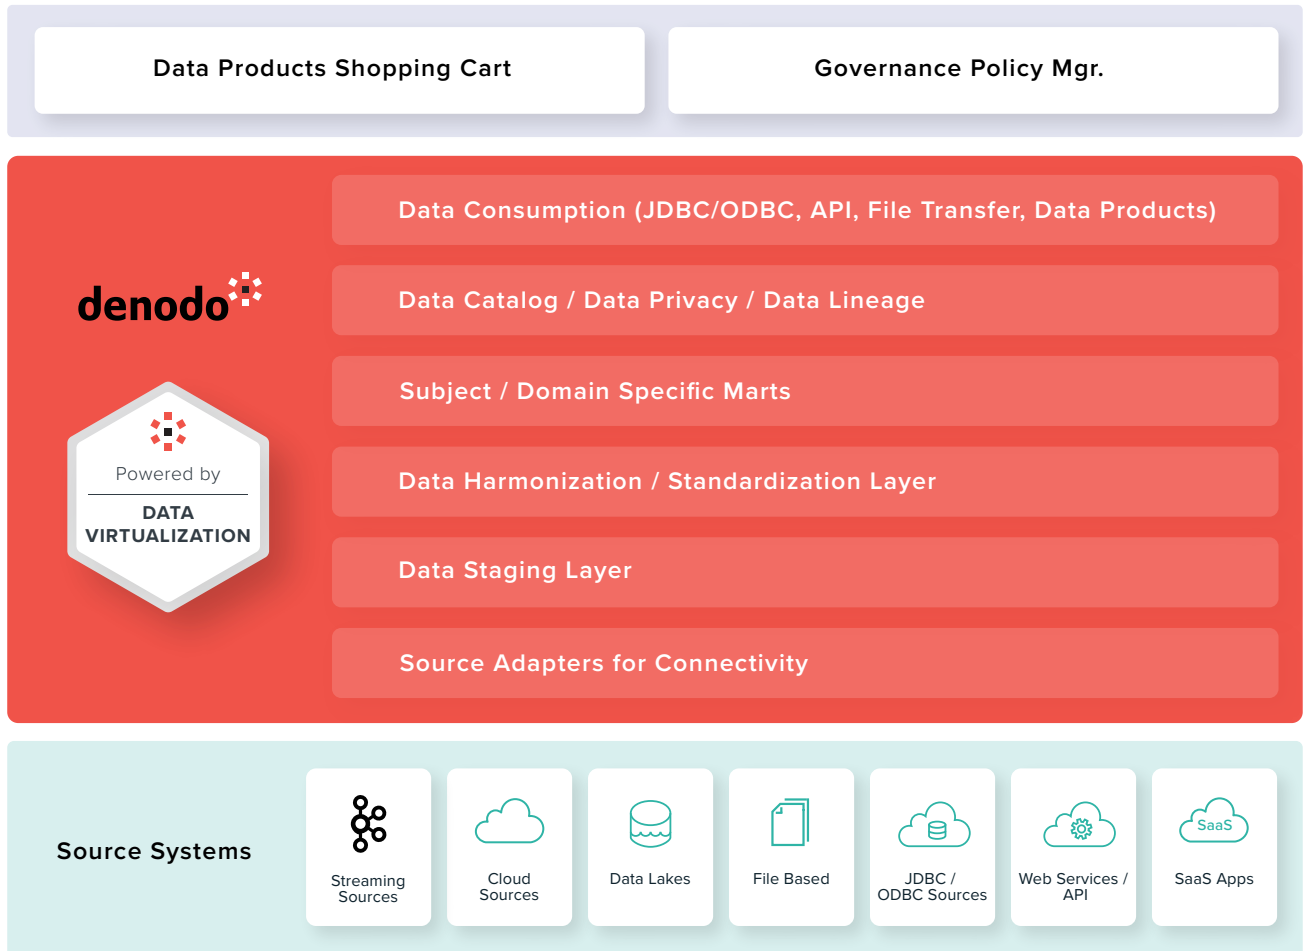 Data Products Shopping Cart
Governance Policy Mgr.
denodo
Powered by
DATA
VIRTUALIZATION
Data Consumption (JDBC/ODBC, API, File Transfer, Data Products)
Data Catalog / Data Privacy / Data Lineage
Subject / Domain Specific Marts
Data Harmonization / Standardization Layer
Data Staging Layer
Source Adapters for Connectivity
Source Systems
Streaming
Sources
Cloud
Sources
Data Lakes
File Based
JDBC /
ODBC Sources
Web Services /
API
SaaS
SaaS Apps